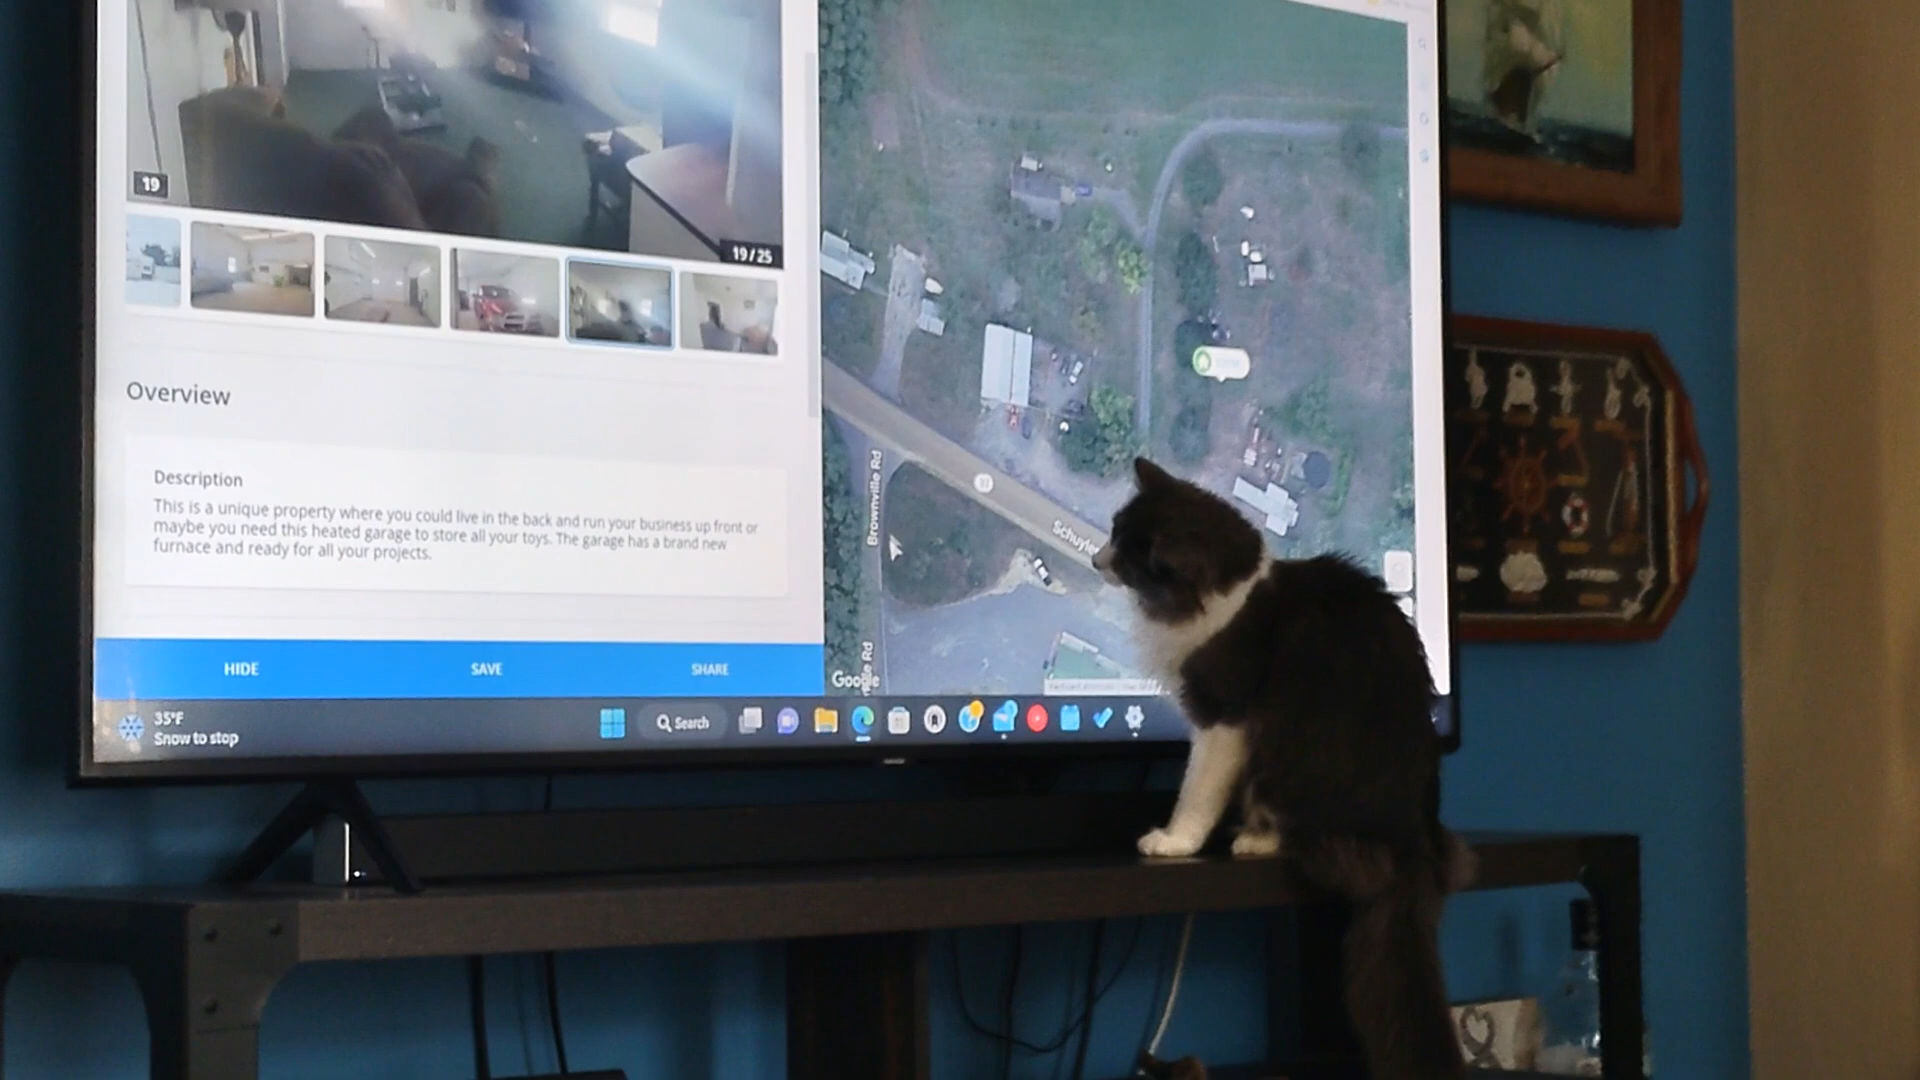 19
19/25
Overview
Description
This is a unique property where you could live in the back and run your business up front or
maybe you need this heated garage to store all your toys. The garage has a brand new
furnace and ready for all your projects.
HIDE
SAVE
SHARE
Brownville Rd
Schuyler
Google
35°F
Snow to stop
Search